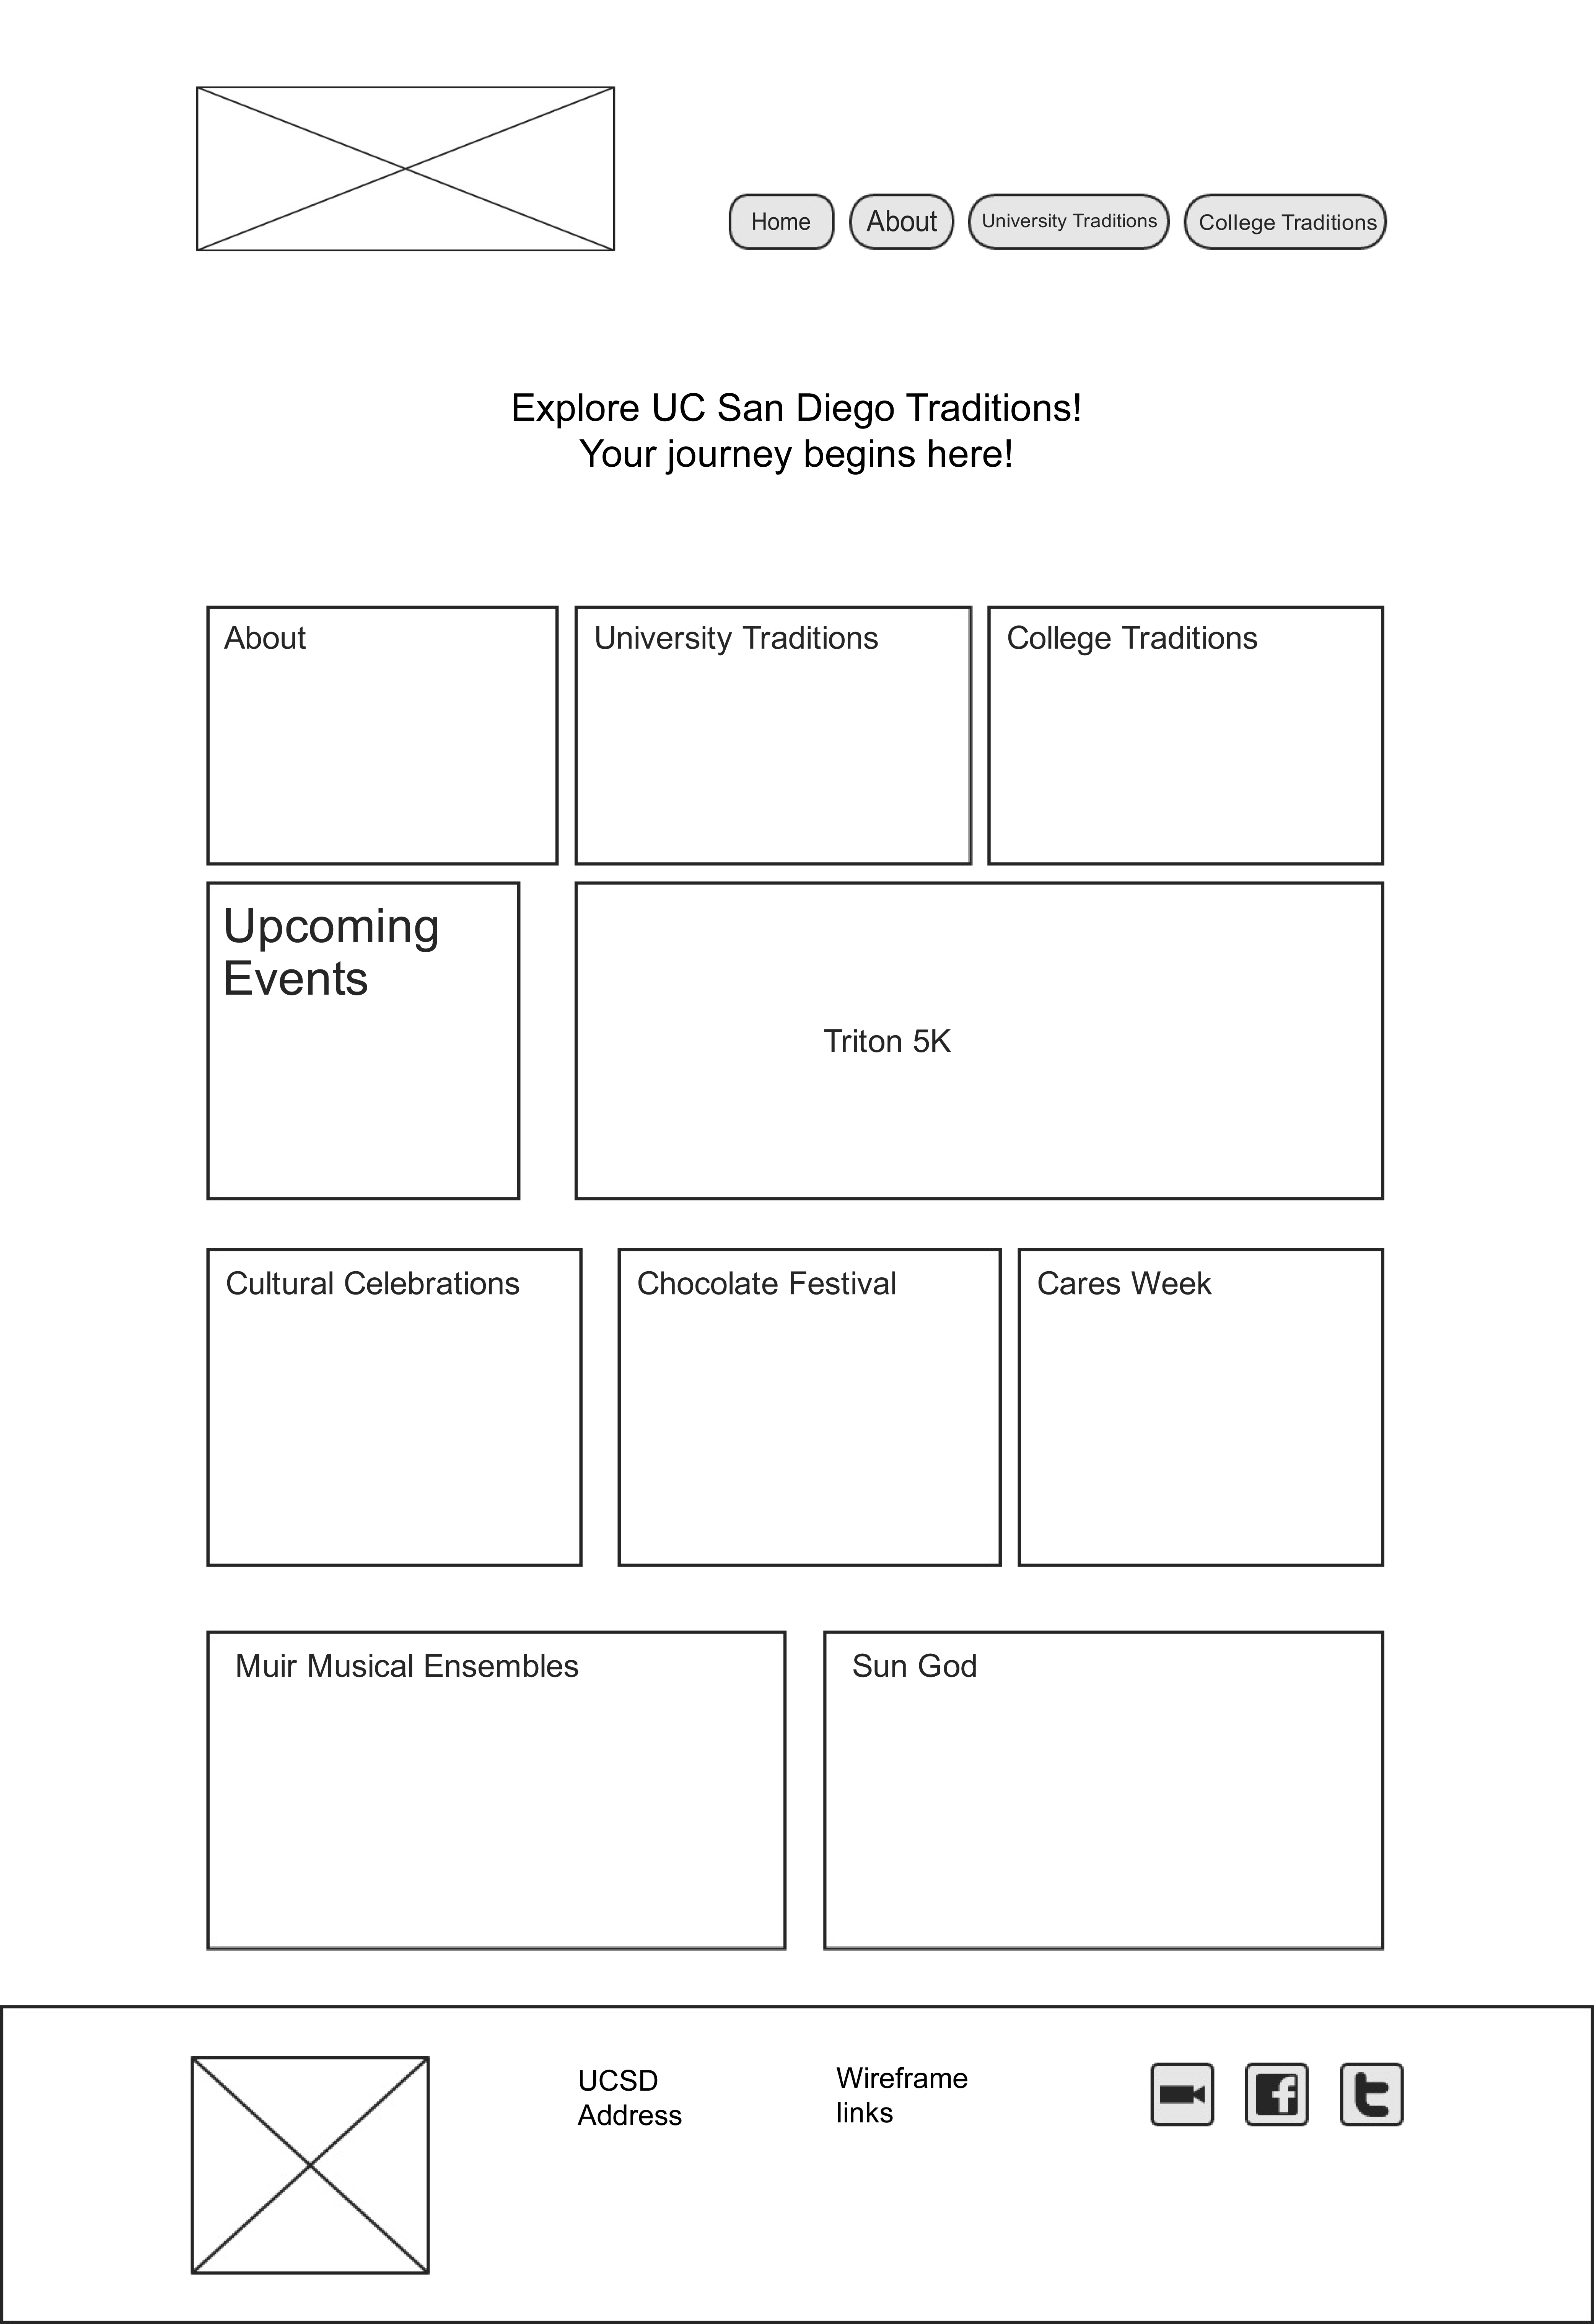 Home
About
University Traditions
College Traditions
Explore UC San Diego Traditions!
Your journey begins here!
About
University Traditions
College Traditions
Upcoming
Events
Triton 5K
Cultural Celebrations
Chocolate Festival
Cares Week
Muir Musical Ensembles
Sun God
UCSD
Address
Wireframe
links